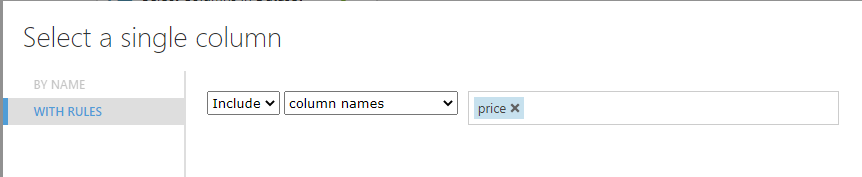 Select a single column
BY NAME
WITH RULES
Include column names price ×